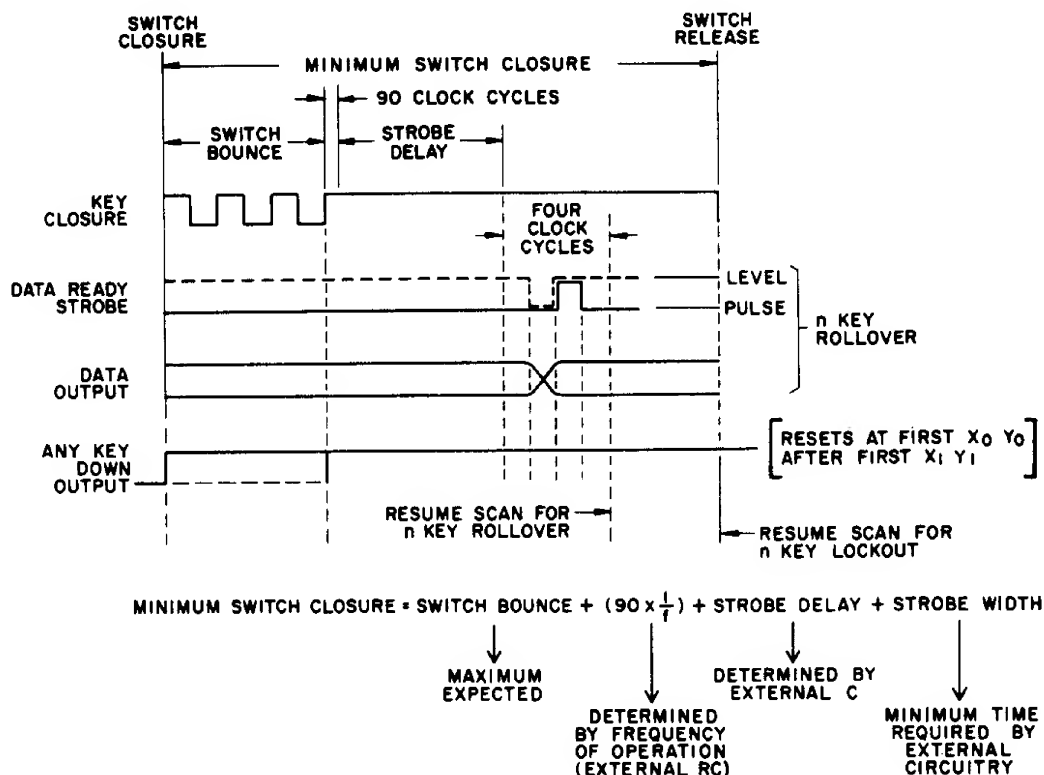 SWITCH
CLOSURE
SWITCH
RELEASE
MINIMUM SWITCH CLOSURE
90 CLOCK CYCLES
SWITCH
BOUNCE
STROBE
DELAY
KEY
CLOSURE
FOUR
CLOCK
CYCLES
DATA READY
STROBE
LEVEL
PULSE
n KEY
ROLLOVER
DATA
OUTPUT
ANY KEY
DOWN
OUTPUT
[RESETS AT FIRST X0 Y0
AFTER FIRST X1 Y1]
RESUME SCAN FOR
n KEY ROLLOVER
RESUME SCAN FOR
n KEY LOCKOUT
MINIMUM SWITCH CLOSURE = SWITCH BOUNCE + (90 x 1/f) + STROBE DELAY + STROBE WIDTH
MAXIMUM
EXPECTED
DETERMINED
BY FREQUENCY
OF OPERATION
(EXTERNAL RC)
DETERMINED BY
EXTERNAL C
MINIMUM TIME
REQUIRED BY
EXTERNAL
CIRCUITRY